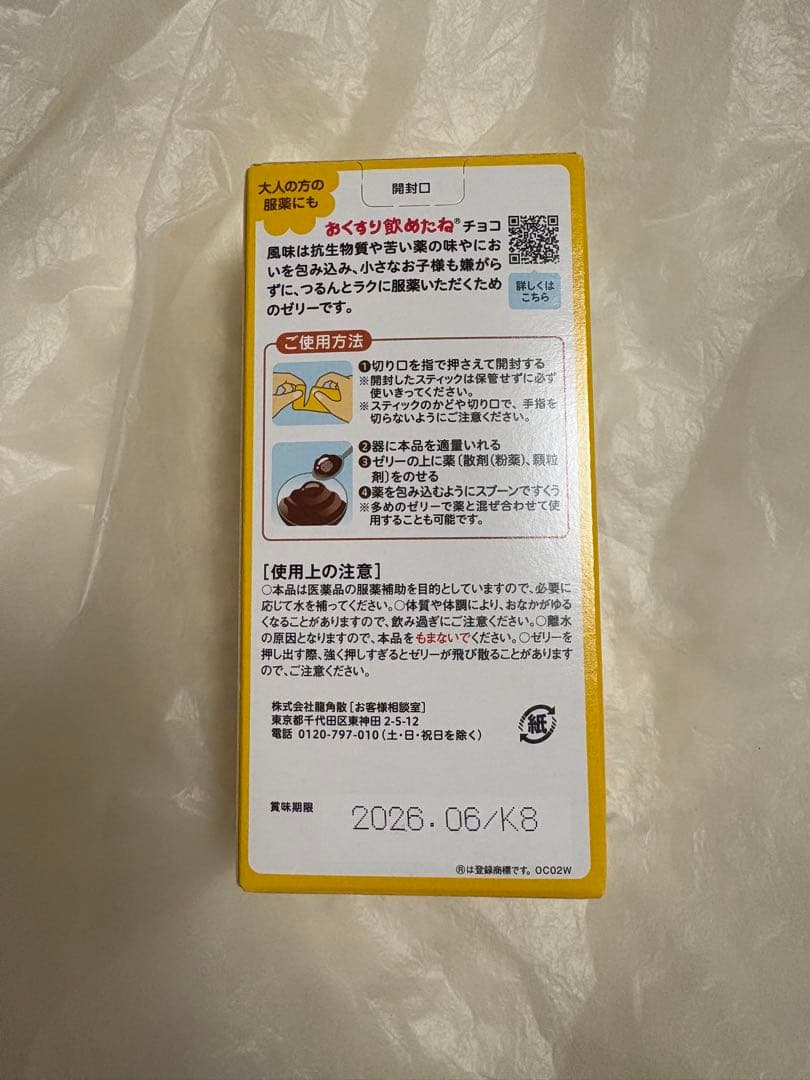 大人の方の
服薬にも
開封口
おくすり飲めたね®チョコ
風味は抗生物質や苦い薬の味やにお
いを包み込み、小さなお子様も嫌がら
ずに、つるんとラクに服薬いただくため
のゼリーです。
詳しくは
こちら
ご使用方法
❶切り口を指で押さえて開封する
※開封したスティックは保管せずに必ず
使いきってください。
※スティックのかどや切り口で、手指を
切らないようにご注意ください。
❷器に本品を適量いれる
❸ゼリーの上に薬〔散剤(粉薬)、顆粒
剤〕をのせる
❹薬を包み込むようにスプーンですくう
※多めのゼリーで薬と混ぜ合わせて使
用することも可能です。
[使用上の注意]
○本品は医薬品の服薬補助を目的としていますので、必要に
応じて水を補ってください。○体質や体調により、おなかがゆる
くなることがありますので、飲み過ぎにご注意ください。○離水
の原因となりますので、本品をもまないでください。○ゼリーを
押し出す際、強く押しすぎるとゼリーが飛び散ることがあります
ので、ご注意ください。
株式会社龍角散[お客様相談室]
東京都千代田区東神田 2-5-12
電話 0120-797-010(土・日・祝日を除く)
紙
賞味期限
2026.06/K8
®は登録商標です。OC02W